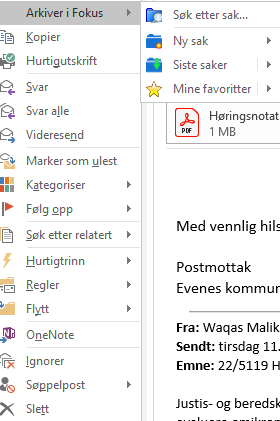 Arkiver i Fokus
Kopier
Hurtigutskrift
Svar
Svar alle
Videresend
Marker som ulest
Kategoriser
Følg opp
Søk etter relatert
Hurtigtrinn
Regler
Flytt
OneNote
Ignorer
Søppelpost
Slett
Søk etter sak...
Ny sak
Siste saker
Mine favoritter
Høringsnotat
PDF
1 MB
Med vennlig hils
Postmottak
Evenes kommun
Fra: Waqas Malik
Sendt: tirsdag 11.
Emne: 22/5119 H
Justis- og beredsk